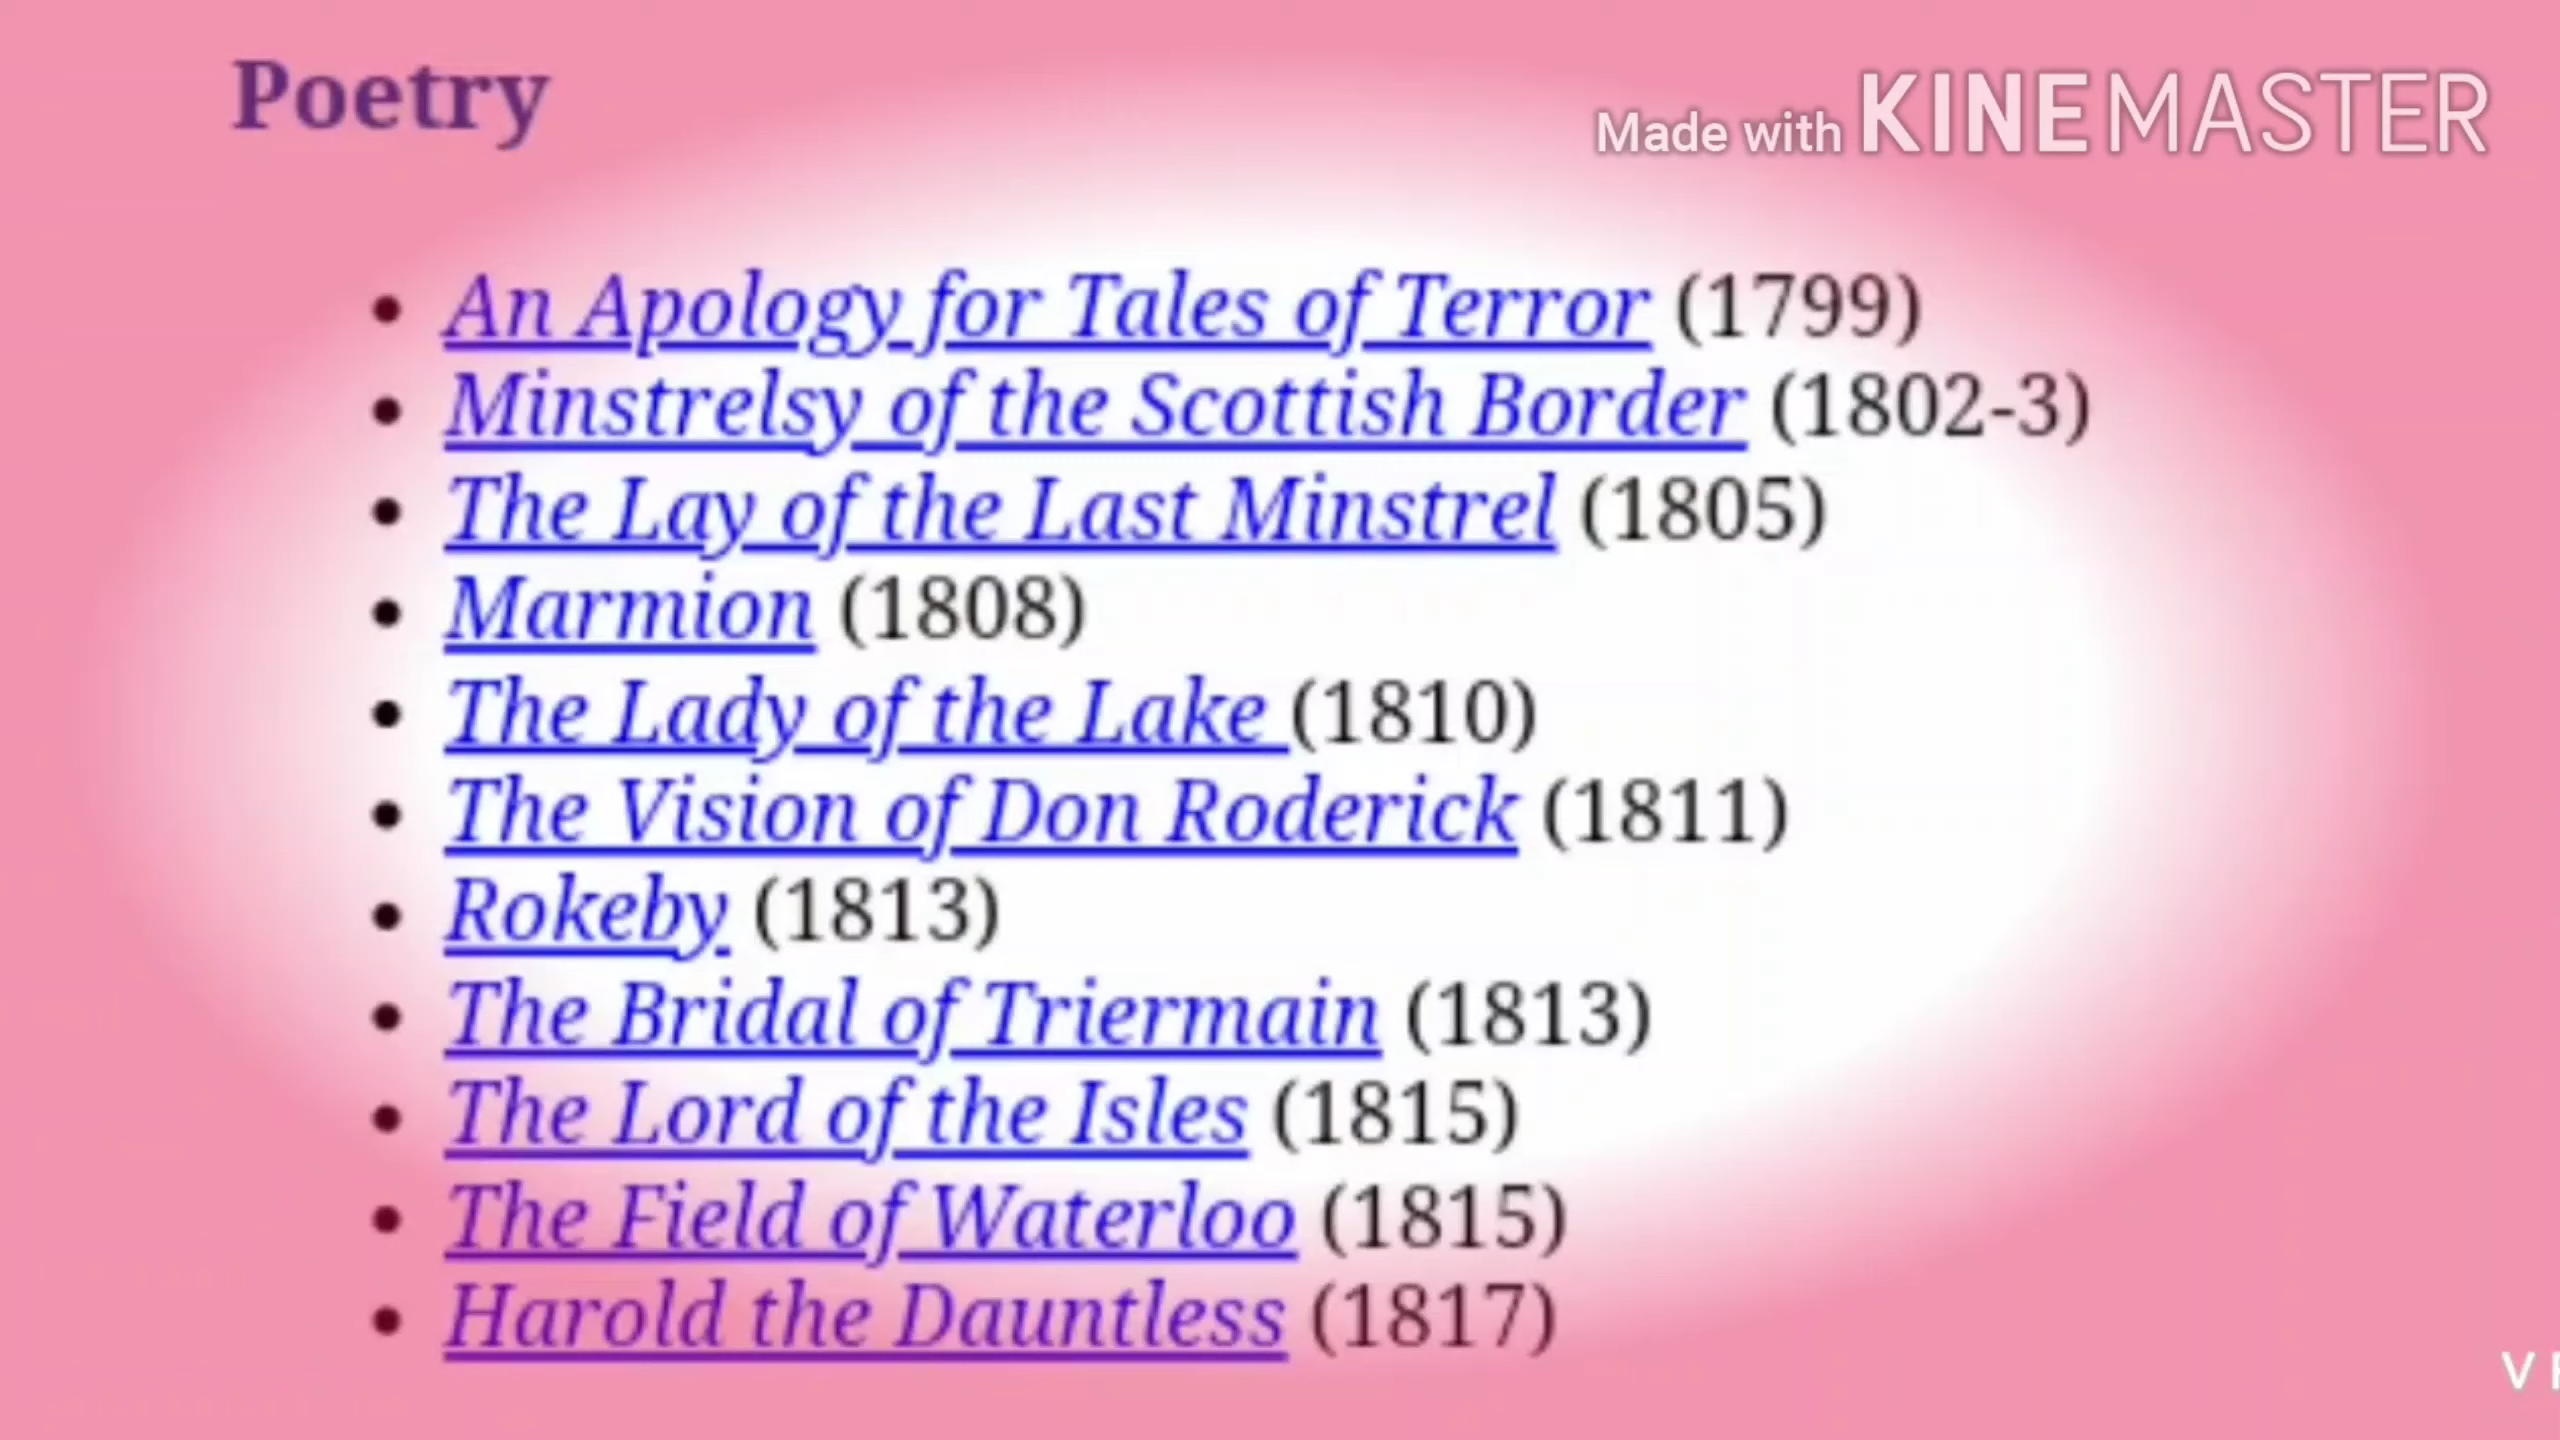 Poetry
Made with KINEMASTER
• An Apology for Tales of Terror (1799)
• Minstrelsy of the Scottish Border (1802-3)
• The Lay of the Last Minstrel (1805)
• Marmion (1808)
• The Lady of the Lake (1810)
• The Vision of Don Roderick (1811)
• Rokeby (1813)
• The Bridal of Triermain (1813)
• The Lord of the Isles (1815)
• The Field of Waterloo (1815)
• Harold the Dauntless (1817)